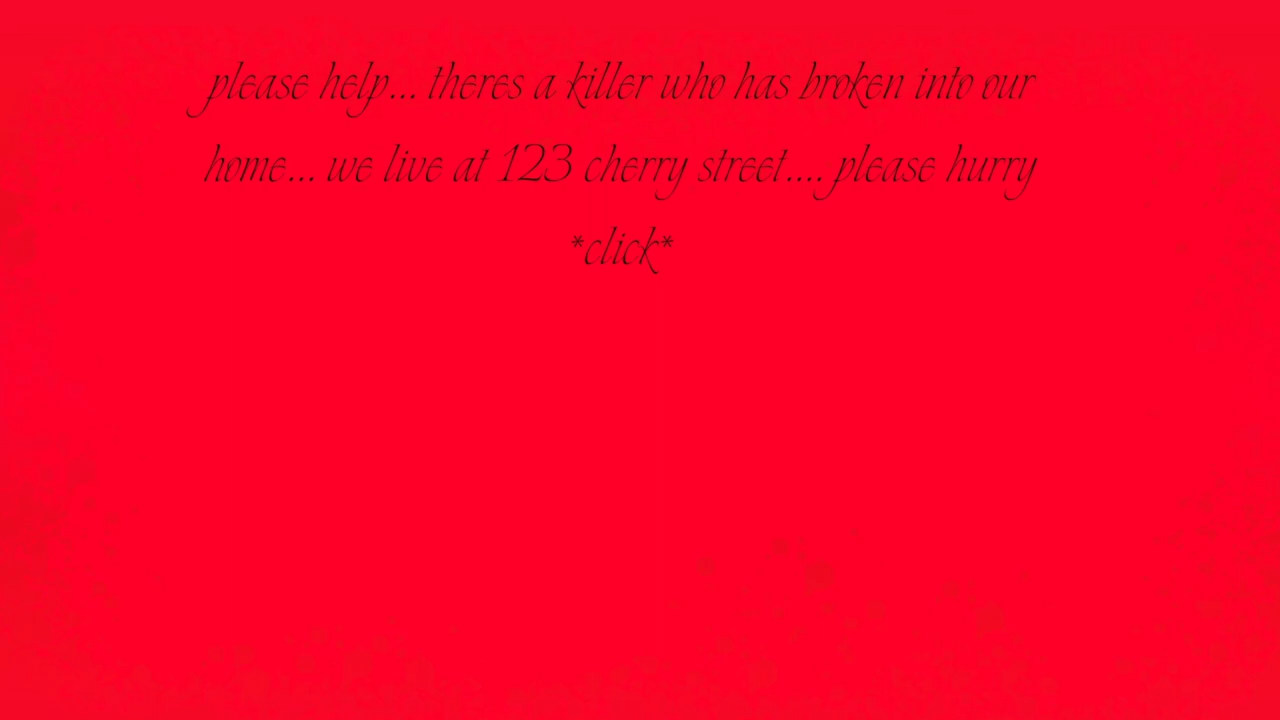 please help... theres a killer who has broken into our
home... we live at 123 cherry street.... please hurry
*click*